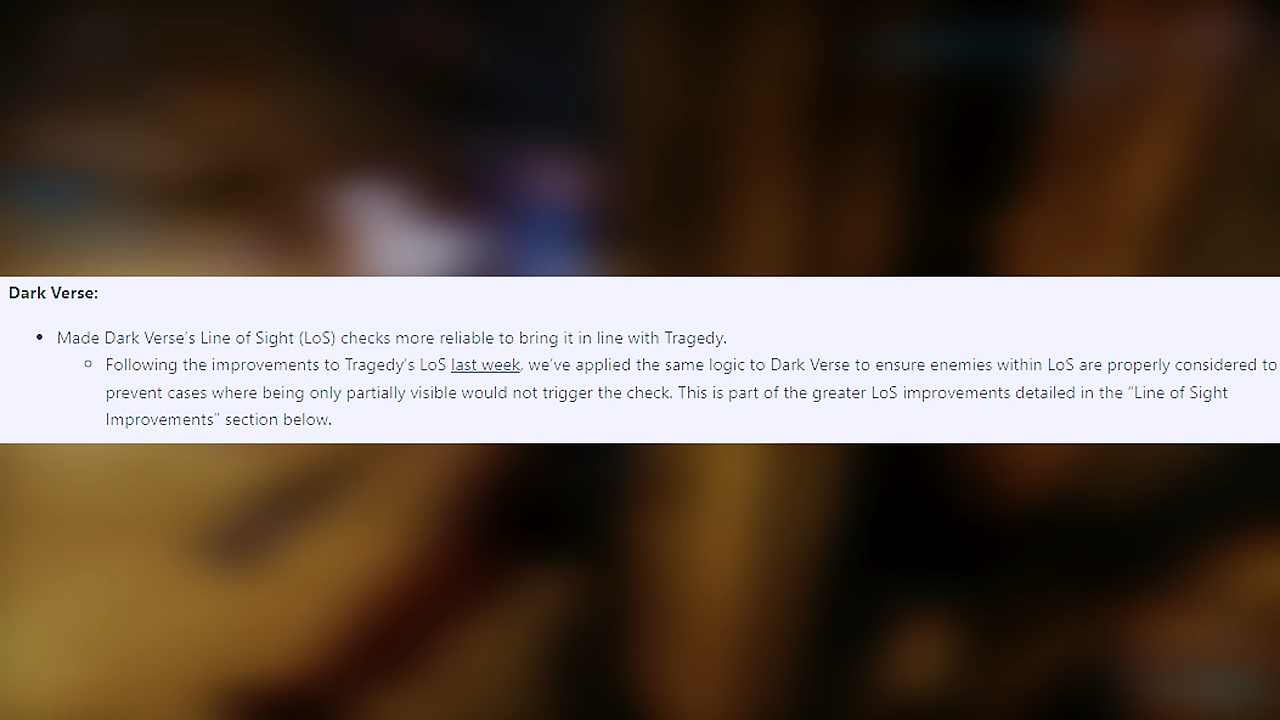 Dark Verse:
• Made Dark Verse's Line of Sight (LoS) checks more reliable to bring it in line with Tragedy.
○ Following the improvements to Tragedy's LoS last week, we've applied the same logic to Dark Verse to ensure enemies within LoS are properly considered to
prevent cases where being only partially visible would not trigger the check. This is part of the greater LoS improvements detailed in the “Line of Sight
Improvements” section below.